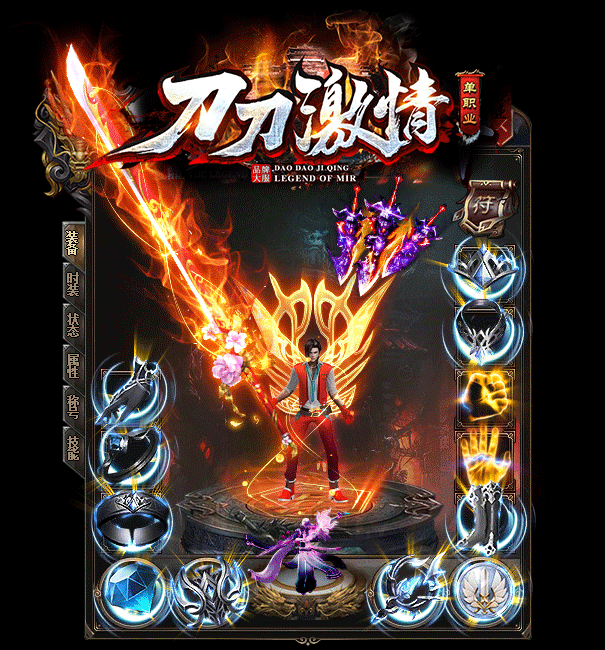 刀刀激情
单职业
品牌
大服
DAO DAO JI QING
LEGEND OF MIR
符
装备
时装
状态
属性
称号
技能